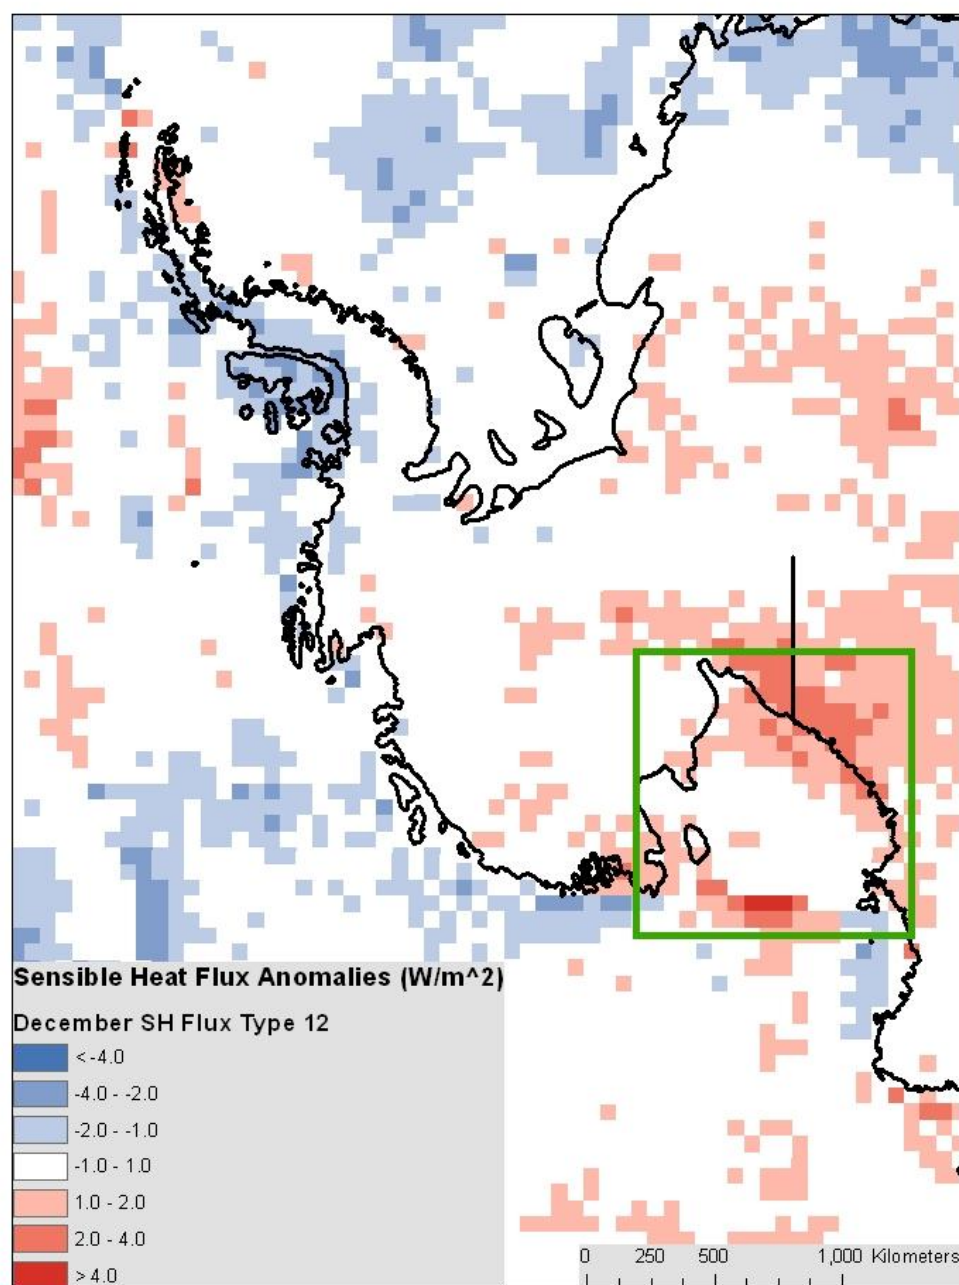 Sensible Heat Flux Anomalies (W/m^2)
December SH Flux Type 12
< -4.0
-4.0 - -2.0
-2.0 - -1.0
-1.0 - 1.0
1.0 - 2.0
2.0 - 4.0
> 4.0
0 250 500 1,000 Kilometers